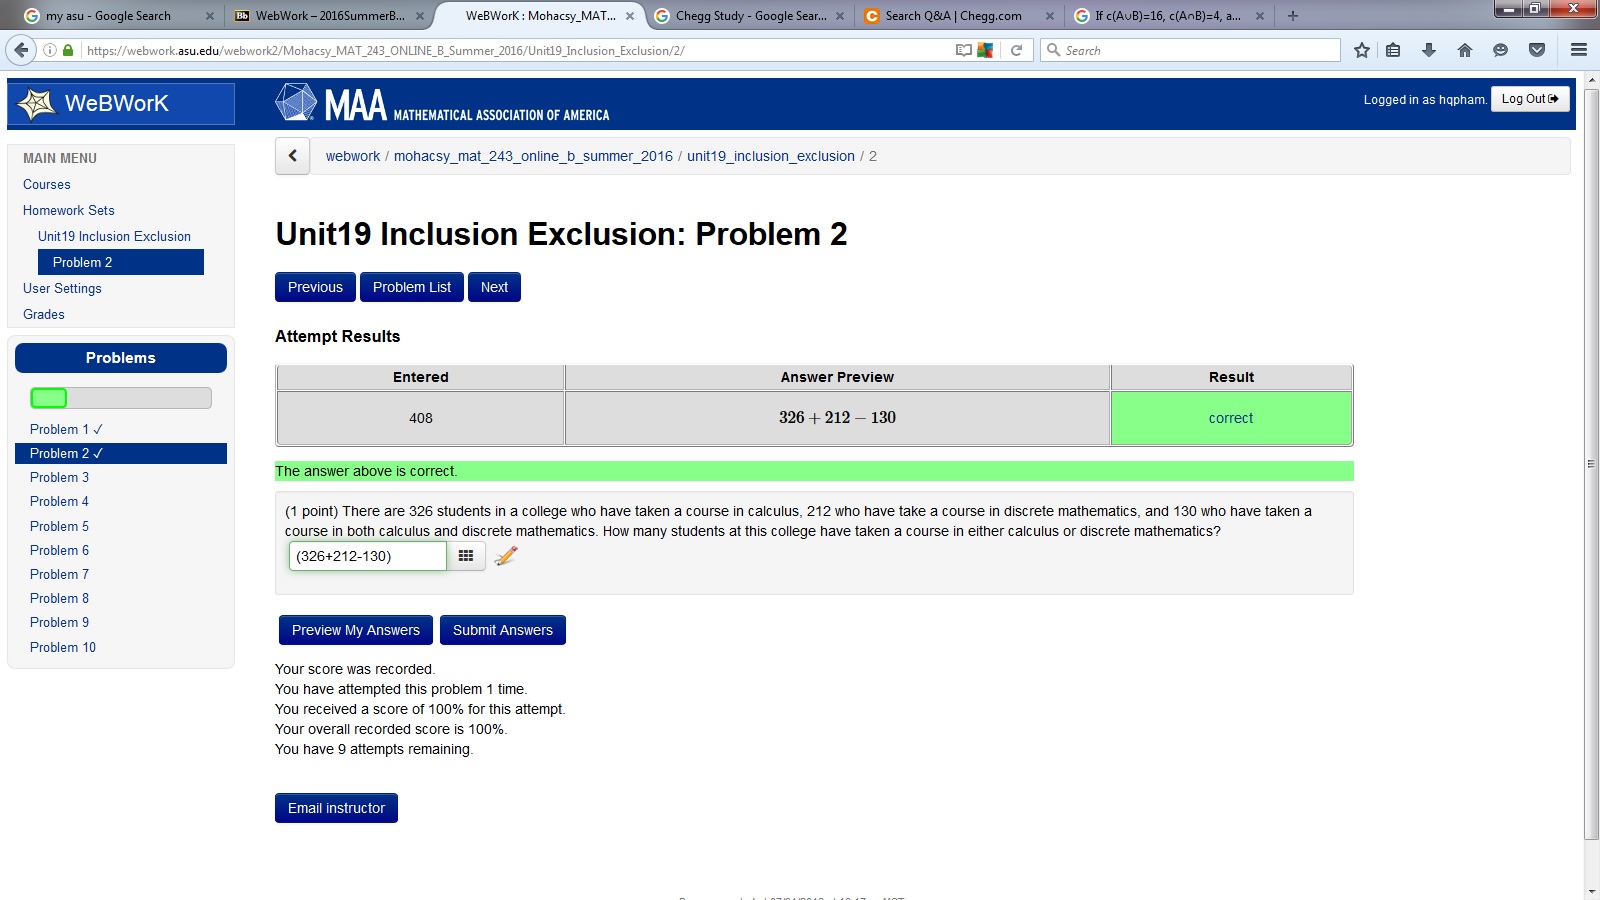 my asu - Google Search
WebWork – 2016SummerB...
WeBWorK : Mohacsy_MAT...
Chegg Study - Google Sear...
Search Q&A | Chegg.com
If c(A∪B)=16, c(A∩B)=4, a...
https://webwork.asu.edu/webwork2/Mohacsy_MAT_243_ONLINE_B_Summer_2016/Unit19_Inclusion_Exclusion/2/
Search
WeBWorK
MAA MATHEMATICAL ASSOCIATION OF AMERICA
Logged in as hqpham.
Log Out
MAIN MENU
Courses
Homework Sets
Unit19 Inclusion Exclusion
Problem 2
User Settings
Grades
Problems
Problem 1 ✓
Problem 2 ✓
Problem 3
Problem 4
Problem 5
Problem 6
Problem 7
Problem 8
Problem 9
Problem 10
webwork / mohacsy_mat_243_online_b_summer_2016 / unit19_inclusion_exclusion / 2
Unit19 Inclusion Exclusion: Problem 2
Previous Problem List Next
Attempt Results
Entered Answer Preview Result
408 326 + 212 − 130 correct
The answer above is correct.
(1 point) There are 326 students in a college who have taken a course in calculus, 212 who have take a course in discrete mathematics, and 130 who have taken a
course in both calculus and discrete mathematics. How many students at this college have taken a course in either calculus or discrete mathematics?
(326+212-130)
Preview My Answers Submit Answers
Your score was recorded.
You have attempted this problem 1 time.
You received a score of 100% for this attempt.
Your overall recorded score is 100%.
You have 9 attempts remaining.
Email instructor